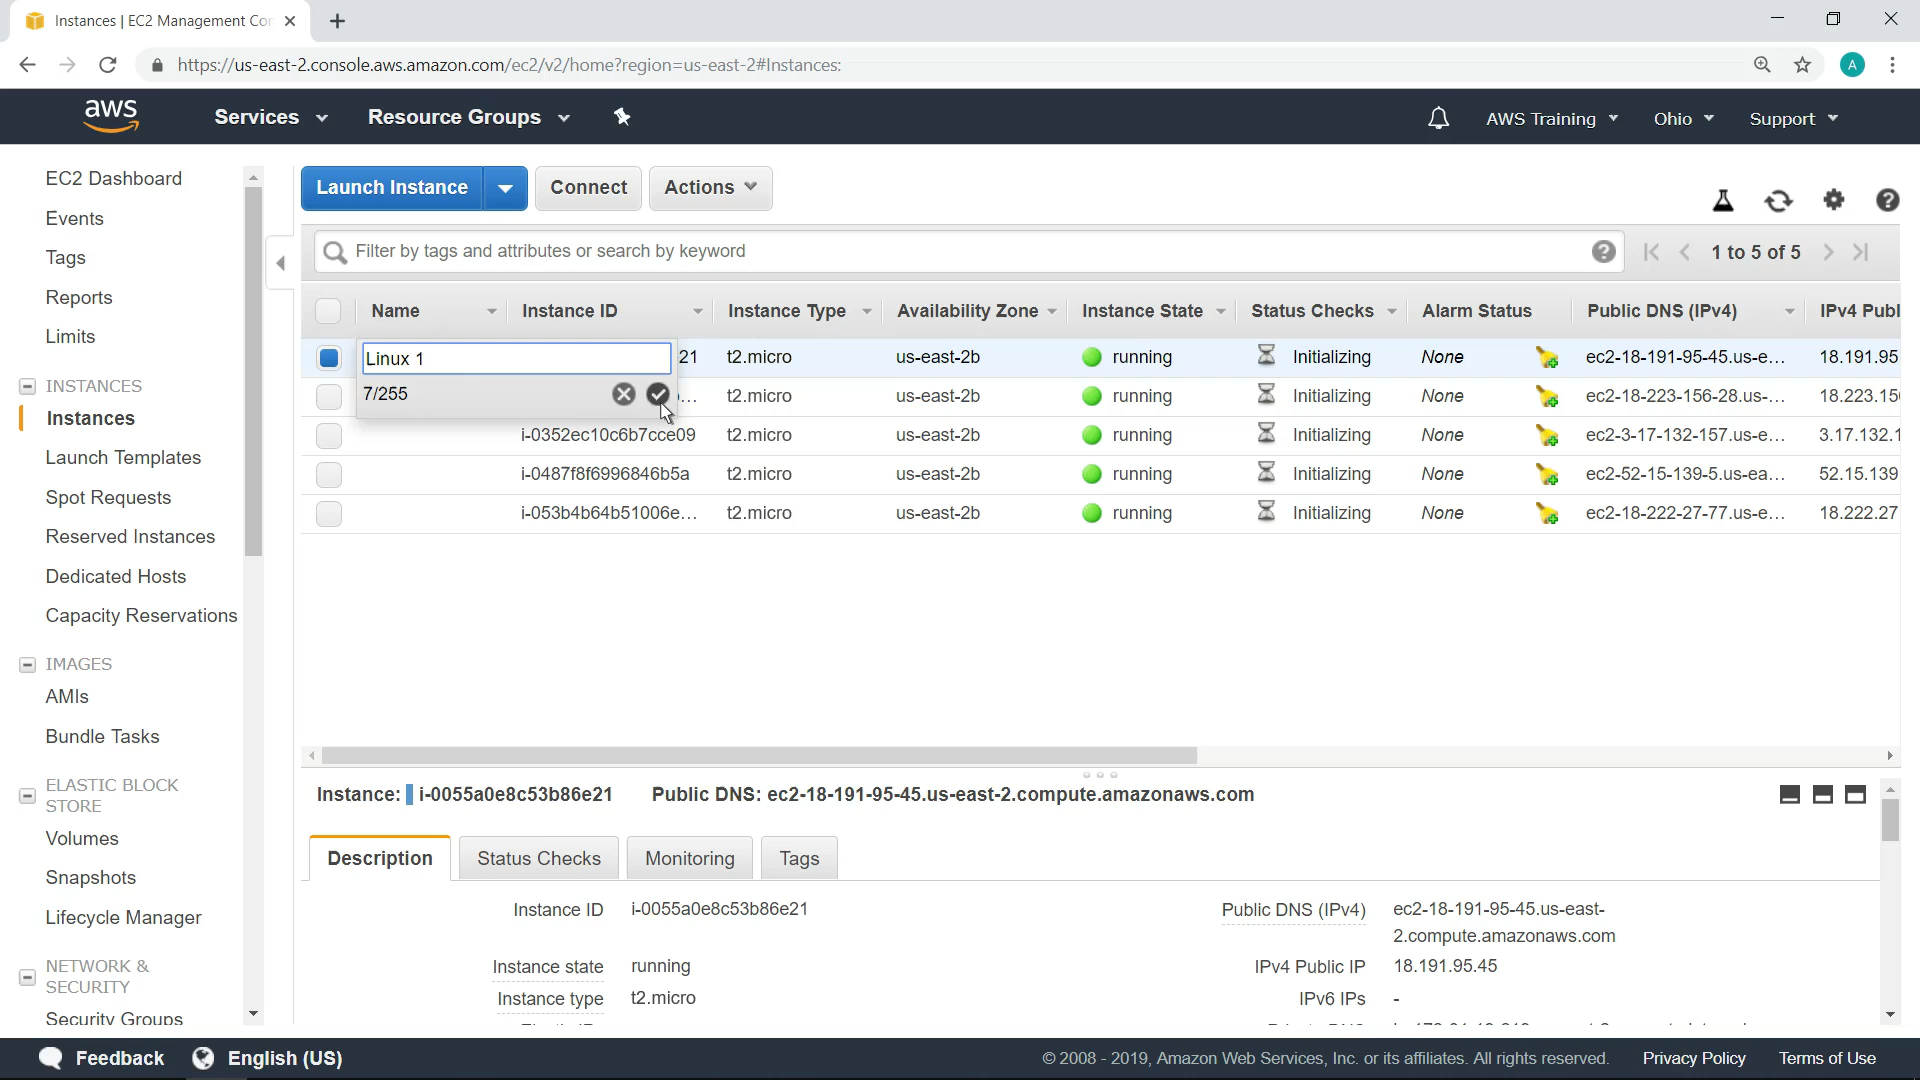 Instances | EC2 Management Con
https://us-east-2.console.aws.amazon.com/ec2/v2/home?region=us-east-2#Instances:
A
aws
Services
Resource Groups
AWS Training
Ohio
Support
EC2 Dashboard
Events
Tags
Reports
Limits
INSTANCES
Instances
Launch Templates
Spot Requests
Reserved Instances
Dedicated Hosts
Capacity Reservations
IMAGES
AMIs
Bundle Tasks
ELASTIC BLOCK
STORE
Volumes
Snapshots
Lifecycle Manager
NETWORK &
SECURITY
Security Groups
Launch Instance
Connect
Actions
Filter by tags and attributes or search by keyword
1 to 5 of 5
Name Instance ID Instance Type Availability Zone Instance State Status Checks Alarm Status Public DNS (IPv4) IPv4 Publ
Linux 1 21 t2.micro us-east-2b running Initializing None ec2-18-191-95-45.us-e... 18.191.95
7/255 ... t2.micro us-east-2b running Initializing None ec2-18-223-156-28.us-... 18.223.15
i-0352ec10c6b7cce09 t2.micro us-east-2b running Initializing None ec2-3-17-132-157.us-e... 3.17.132.1
i-0487f8f6996846b5a t2.micro us-east-2b running Initializing None ec2-52-15-139-5.us-ea... 52.15.139
i-053b4b64b51006e... t2.micro us-east-2b running Initializing None ec2-18-222-27-77.us-e... 18.222.27
Instance: i-0055a0e8c53b86e21 Public DNS: ec2-18-191-95-45.us-east-2.compute.amazonaws.com
Description
Status Checks
Monitoring
Tags
Instance ID i-0055a0e8c53b86e21
Public DNS (IPv4) ec2-18-191-95-45.us-east-
2.compute.amazonaws.com
Instance state running
IPv4 Public IP 18.191.95.45
Instance type t2.micro
IPv6 IPs -
Feedback
English (US)
© 2008 - 2019, Amazon Web Services, Inc. or its affiliates. All rights reserved.
Privacy Policy
Terms of Use